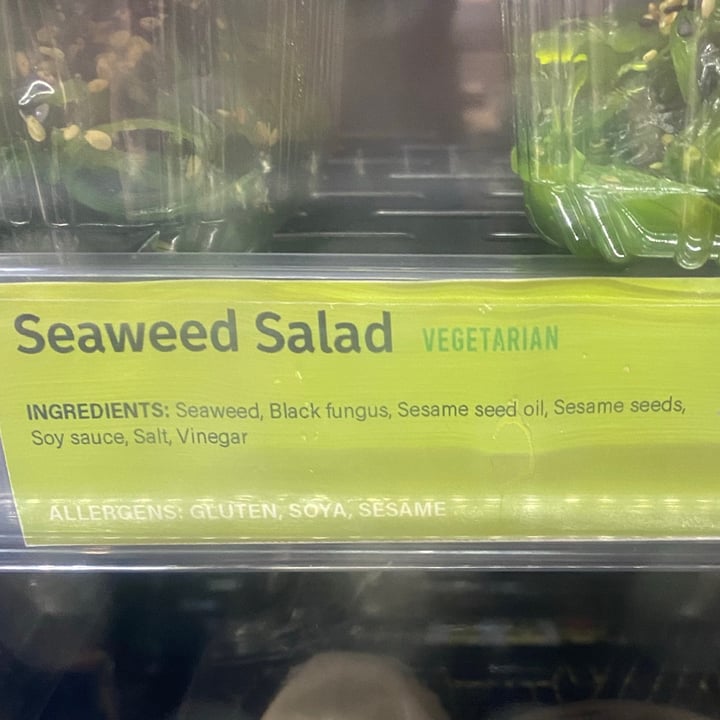 Seaweed Salad VEGETARIAN
INGREDIENTS: Seaweed, Black fungus, Sesame seed oil, Sesame seeds,
Soy sauce, Salt, Vinegar
ALLERGENS: GLUTEN, SOYA, SESAME